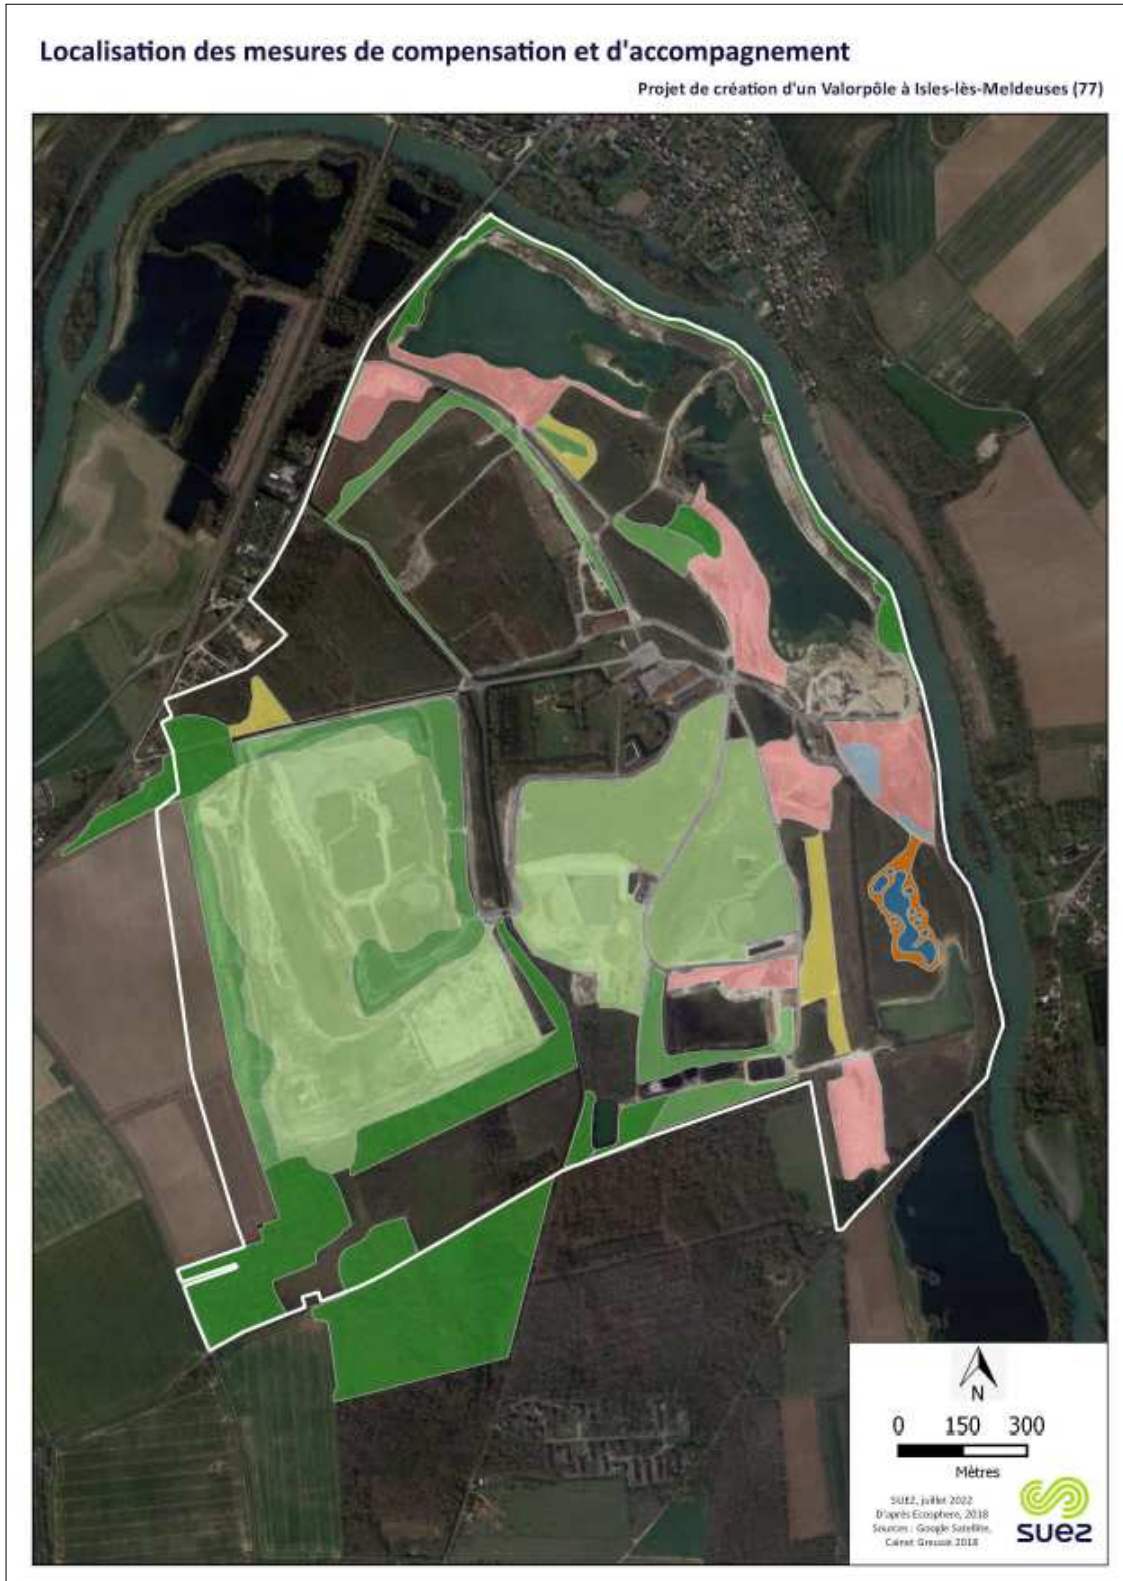 Localisation des mesures de compensation et d'accompagnement
Projet de création d'un Valorpôle à Isles-lès-Meldeuses (77)
N
0 150 300
Mètres
SUEZ, juillet 2022
D'après Ecosphere, 2018
Sources : Google Satellite,
2018
suez